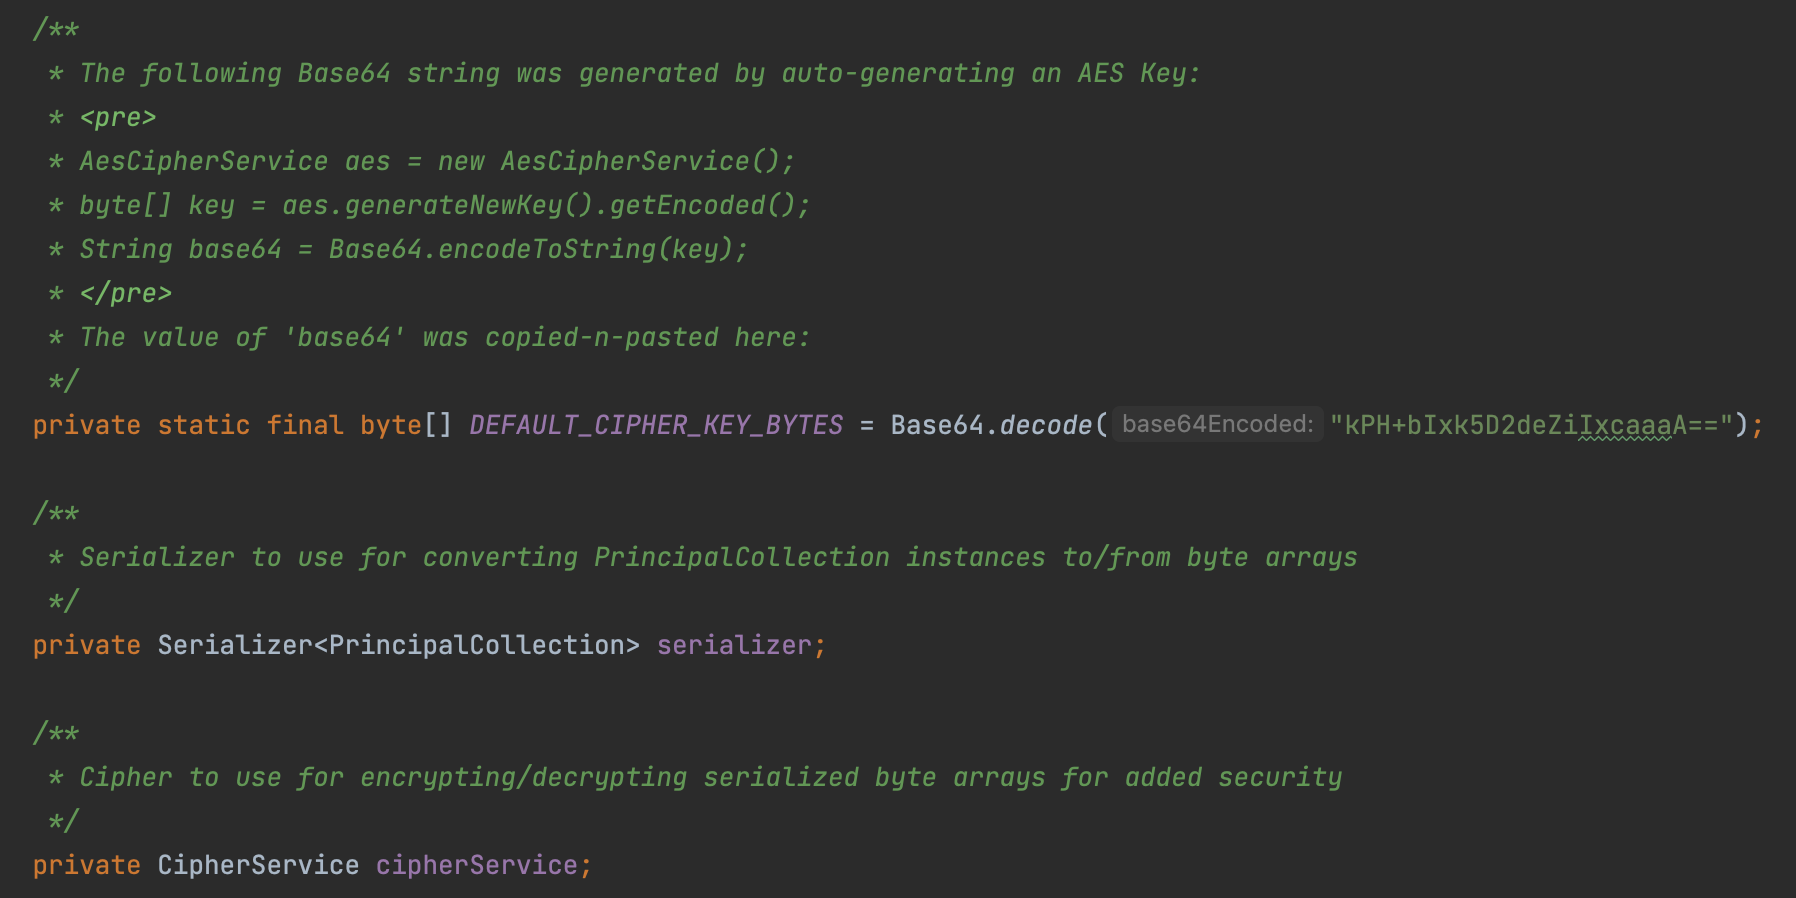 /**
 * The following Base64 string was generated by auto-generating an AES Key:
 * <pre>
 * AesCipherService aes = new AesCipherService();
 * byte[] key = aes.generateNewKey().getEncoded();
 * String base64 = Base64.encodeToString(key);
 * </pre>
 * The value of 'base64' was copied-n-pasted here:
 */
private static final byte[] DEFAULT_CIPHER_KEY_BYTES = Base64.decode( base64Encoded: "kPH+bIxk5D2deZiIxcaaaA==");
/**
 * Serializer to use for converting PrincipalCollection instances to/from byte arrays
 */
private Serializer<PrincipalCollection> serializer;
/**
 * Cipher to use for encrypting/decrypting serialized byte arrays for added security
 */
private CipherService cipherService;